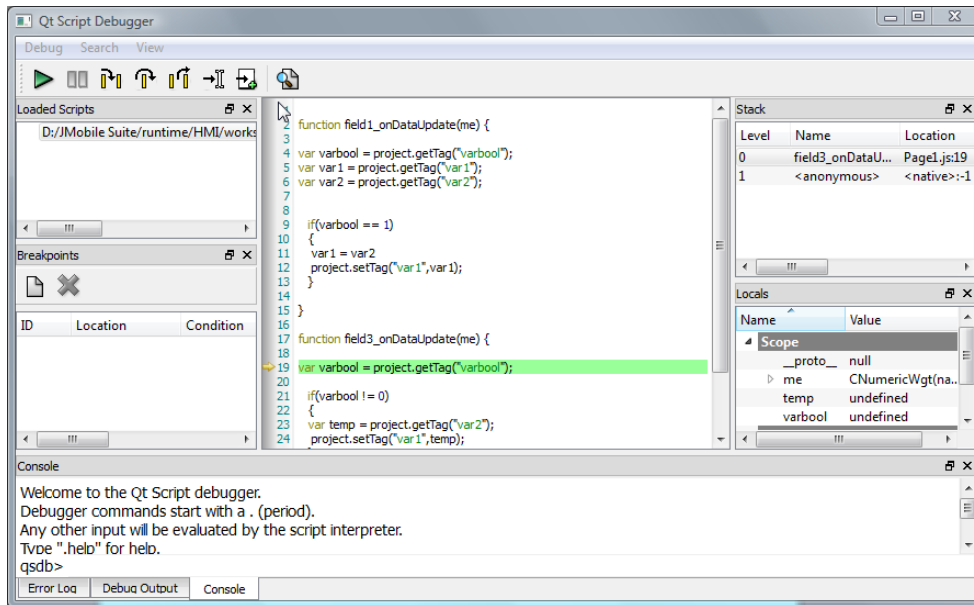 Qt Script Debugger
Debug Search View
Loaded Scripts
D:/JMobile Suite/runtime/HMI/works
Breakpoints
ID Location Condition
2 function field1_onDataUpdate(me) {
3
4 var varbool = project.getTag("varbool");
5 var var1 = project.getTag("var1");
6 var var2 = project.getTag("var2");
7
8
9 if(varbool == 1)
10 {
11 var1 = var2
12 project.setTag("var1",var1);
13 }
14
15 }
16
17 function field3_onDataUpdate(me) {
18
19 var varbool = project.getTag("varbool");
20
21 if(varbool != 0)
22 {
23 var temp = project.getTag("var2");
24 project.setTag("var1",temp);
Stack
Level Name Location
0 field3_onDataU... Page1.js:19
1 <anonymous> <native>:-1
Locals
Name Value
Scope
__proto__ null
me CNumericWgt(na..
temp undefined
varbool undefined
Console
Welcome to the Qt Script debugger.
Debugger commands start with a . (period).
Any other input will be evaluated by the script interpreter.
Type ".help" for help.
qsdb>
Error Log Debug Output Console